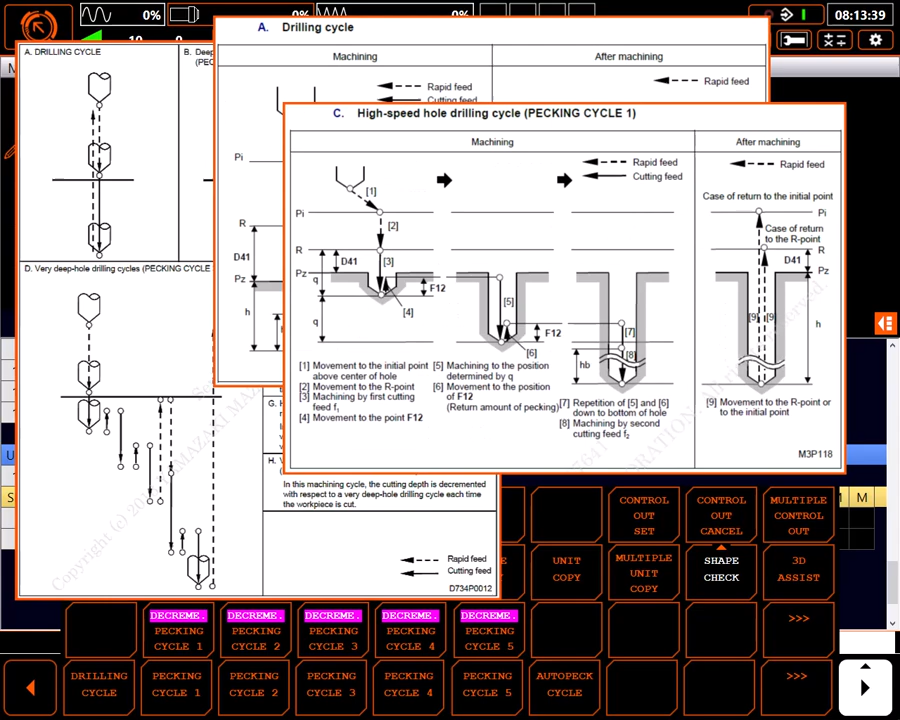 0%
0%
0%
08:13:39
10
0
A. DRILLING CYCLE
B. Deep
(PEC
D. Very deep-hole drilling cycles (PECKING CYCLE
A. Drilling cycle
Machining
After machining
Rapid feed
Cutting feed
Rapid feed
Pi
R
D41
Pz
h
C. High-speed hole drilling cycle (PECKING CYCLE 1)
Machining
After machining
Rapid feed
Cutting feed
Rapid feed
Case of return to the initial point
Case of return
to the R-point
[1]
[2]
[3]
[4]
[5]
[6]
[7]
[8]
[9]
[9]
Pi
R
Pz
D41
q
q
F12
F12
hb
Pi
R
D41
Pz
h
[1] Movement to the initial point
above center of hole
[2] Movement to the R-point
[3] Machining by first cutting
feed f1
[4] Movement to the point F12
[5] Machining to the position
determined by q
[6] Movement to the position
of F12
(Return amount of pecking)
[7] Repetition of [5] and [6]
down to bottom of hole
[8] Machining by second
cutting feed f2
[9] Movement to the R-point or
to the initial point
M3P118
G. H
H. V
In this machining cycle, the cutting depth is decremented
with respect to a very deep-hole drilling cycle each time
the workpiece is cut.
Rapid feed
Cutting feed
D734P0012
Copyright (c) 201
YAMAZAKI MAZ
M M
CONTROL
OUT
SET
CONTROL
OUT
CANCEL
MULTIPLE
CONTROL
OUT
UNIT
COPY
MULTIPLE
UNIT
COPY
SHAPE
CHECK
3D
ASSIST
DECREME.
PECKING
CYCLE 1
DECREME.
PECKING
CYCLE 2
DECREME.
PECKING
CYCLE 3
DECREME.
PECKING
CYCLE 4
DECREME.
PECKING
CYCLE 5
>>>
DRILLING
CYCLE
PECKING
CYCLE 1
PECKING
CYCLE 2
PECKING
CYCLE 3
PECKING
CYCLE 4
PECKING
CYCLE 5
AUTOPECK
CYCLE
>>>